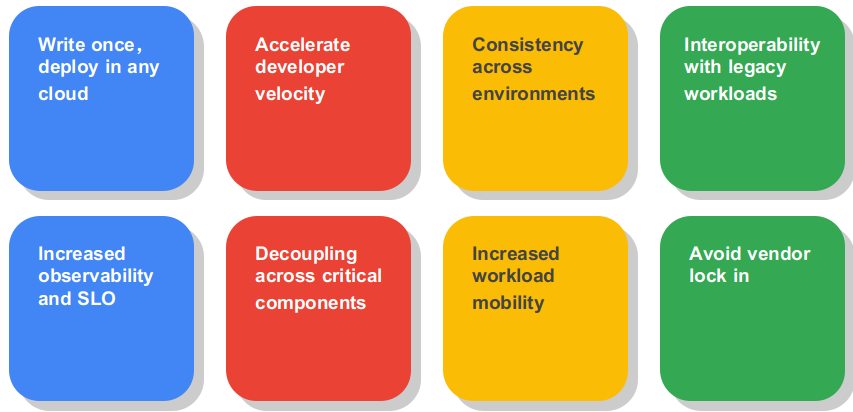 Write once,
deploy in any
cloud
Accelerate
developer
velocity
Consistency
across
environments
Interoperability
with legacy
workloads
Increased
observability
and SLO
Decoupling
across critical
components
Increased
workload
mobility
Avoid vendor
lock in